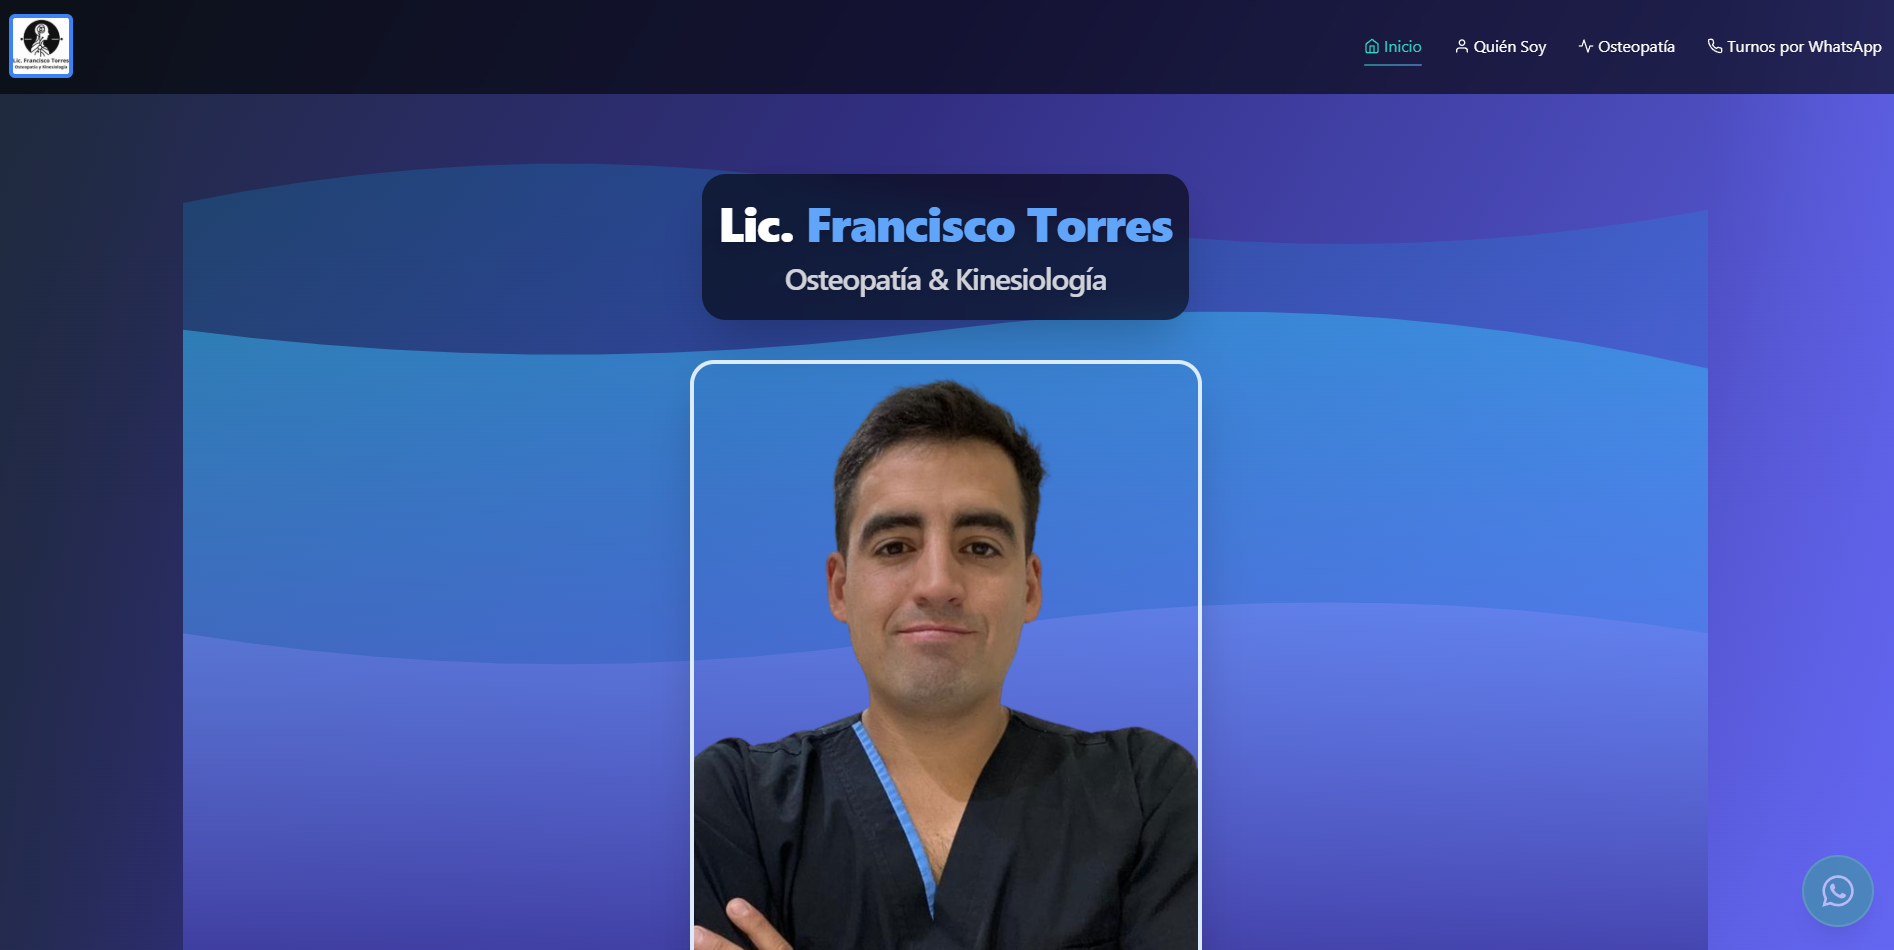 Lic. Francisco Torres
Osteopatía y Kinesiología
Inicio
Quién Soy
Osteopatía
Turnos por WhatsApp
Lic. Francisco Torres
Osteopatía & Kinesiología